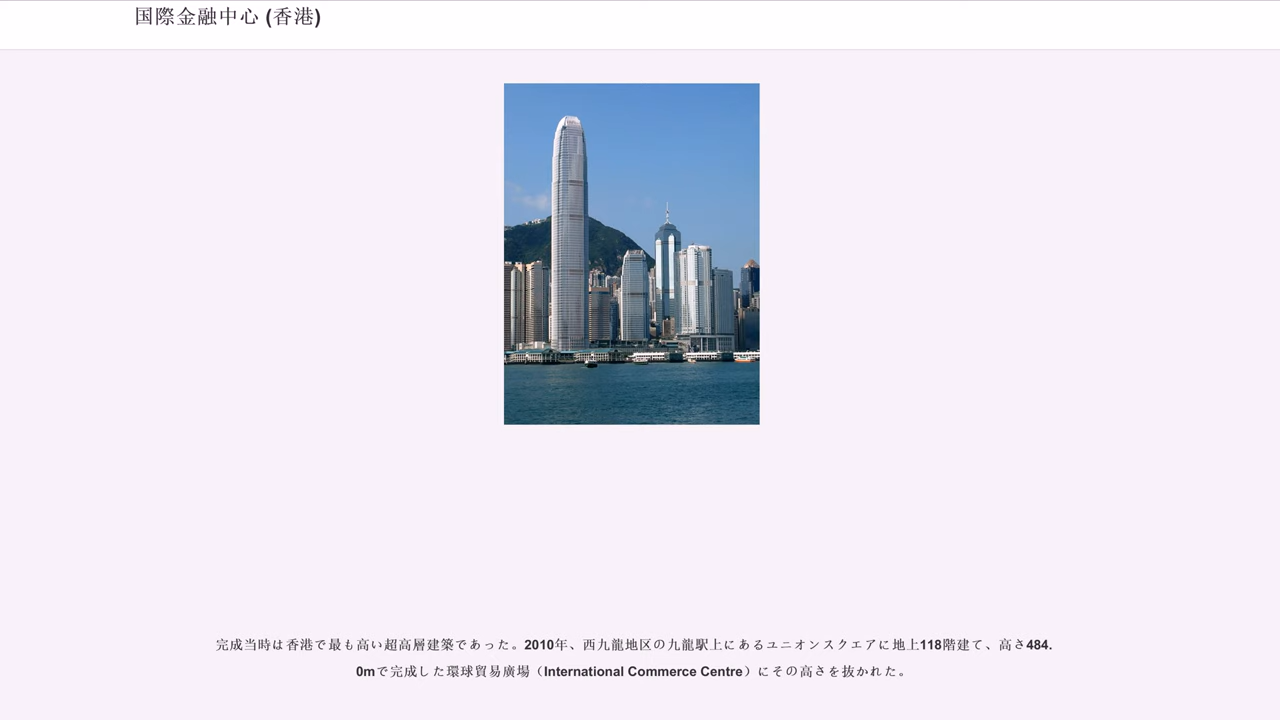 国際金融中心 (香港)
完成当時は香港で最も高い超高層建築であった。2010年、西九龍地区の九龍駅上にあるユニオンスクエアに地上118階建て、高さ484.
0mで完成した環球貿易廣場（International Commerce Centre）にその高さを抜かれた。